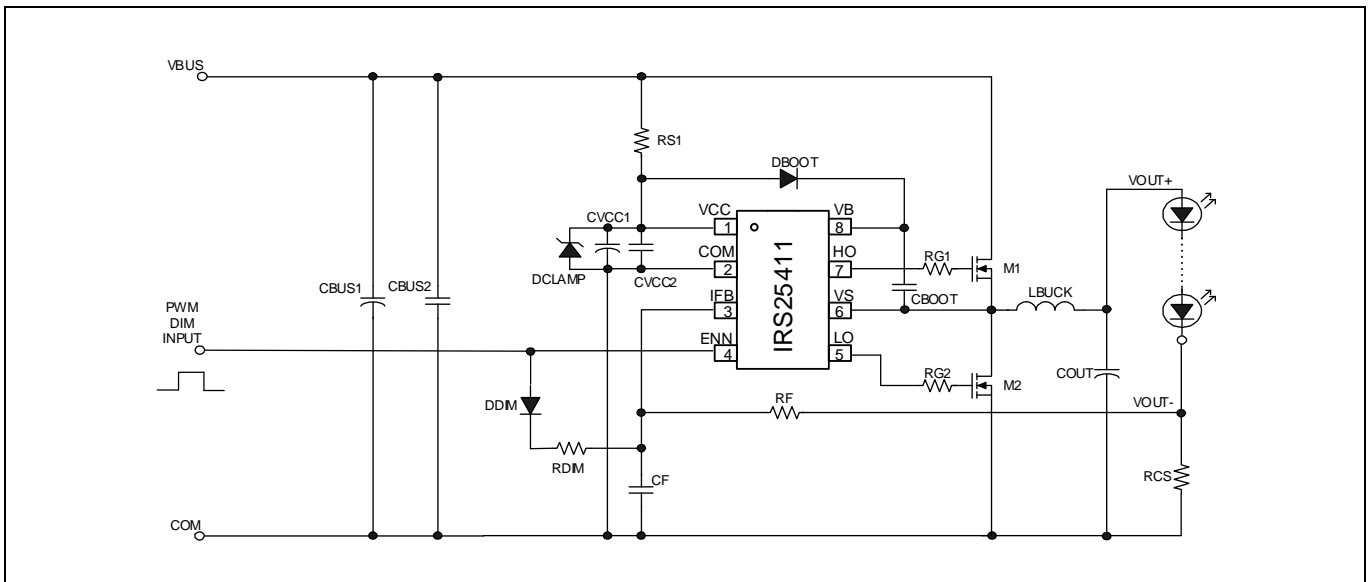 VBUS
RS1
DBOOT
VOUT+
VCC
CVCC1
VB
1
8
COM
HO
RG1
M1
DCLAMP
2
7
CVCC2
CBUS1
CBUS2
IFB
VS
LBUCK
CBOOT
3
6
PWM
DIM
INPUT
ENN
LO
4
5
IRS25411
RG2
M2
COUT
DDIM
RF
VOUT-
RDIM
CF
RCS
COM